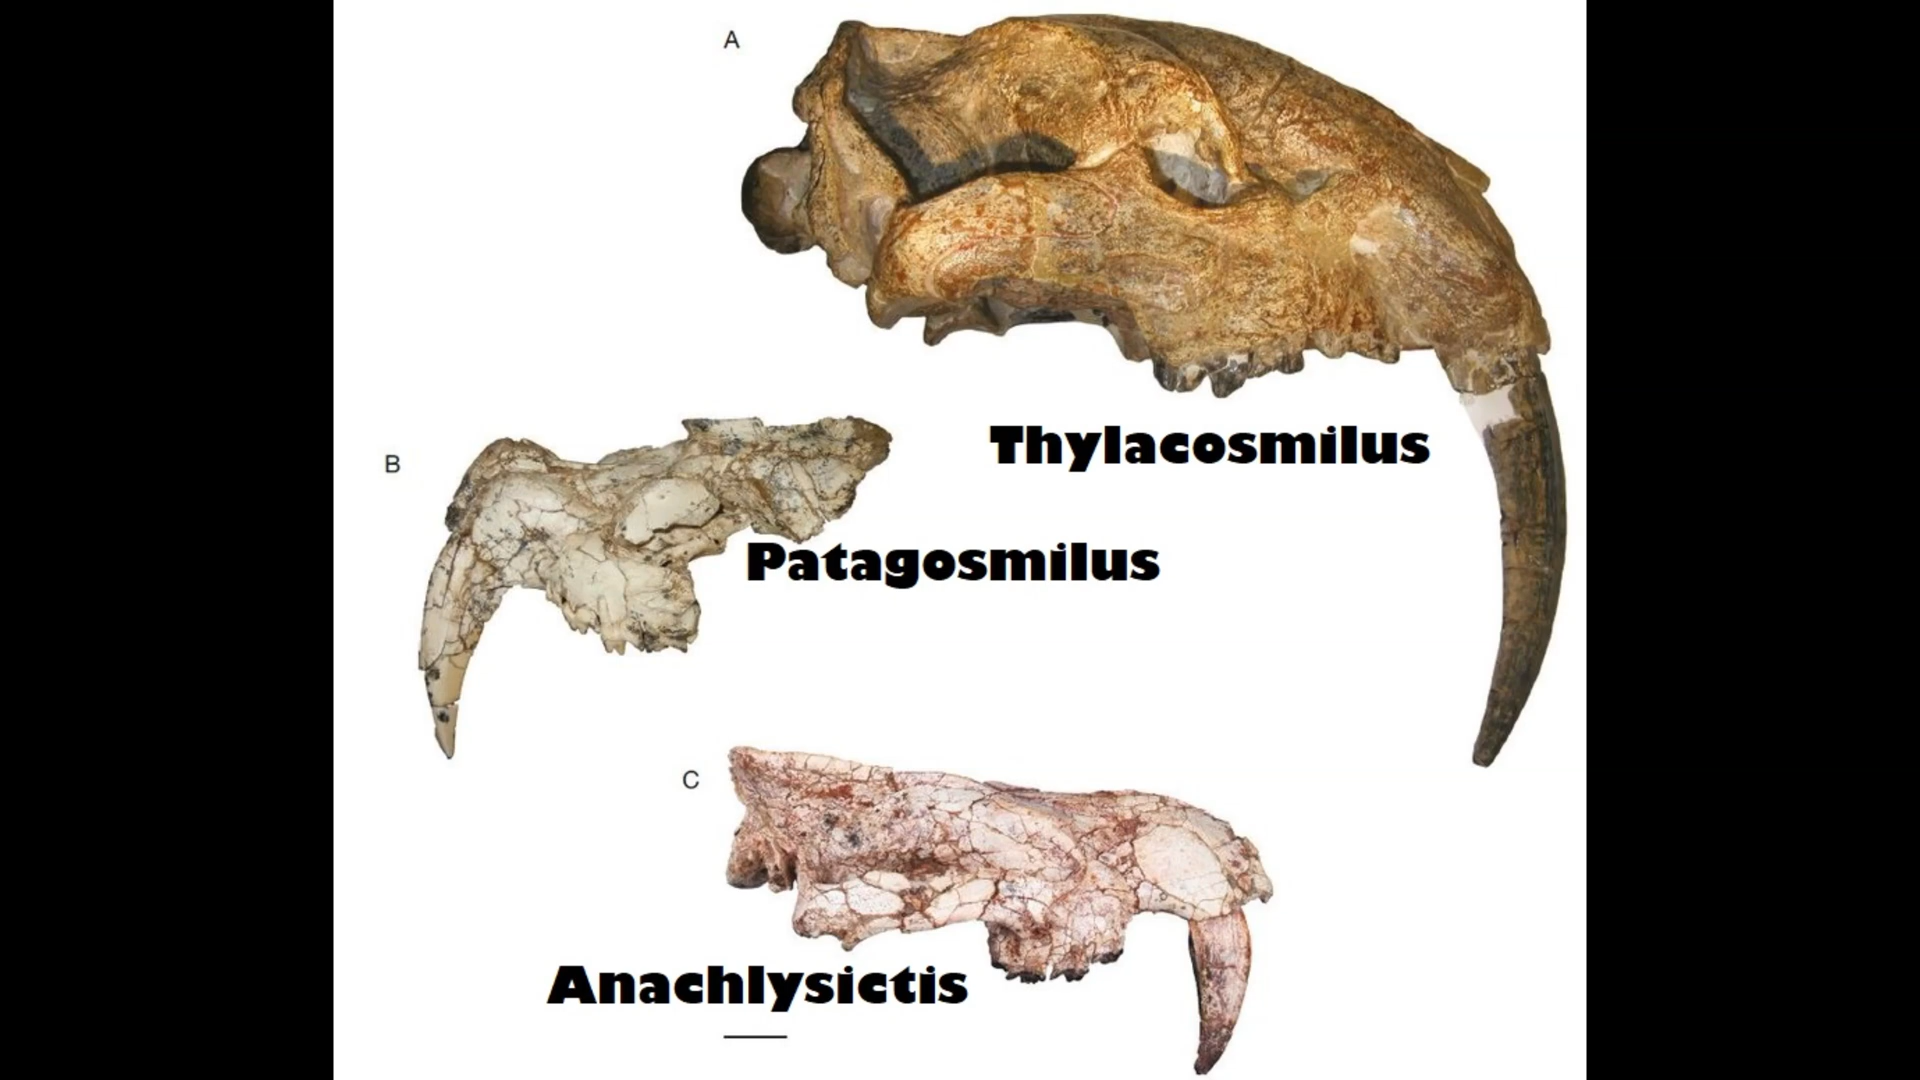 A
Thylacosmilus
B
Patagosmilus
C
Anachlysictis